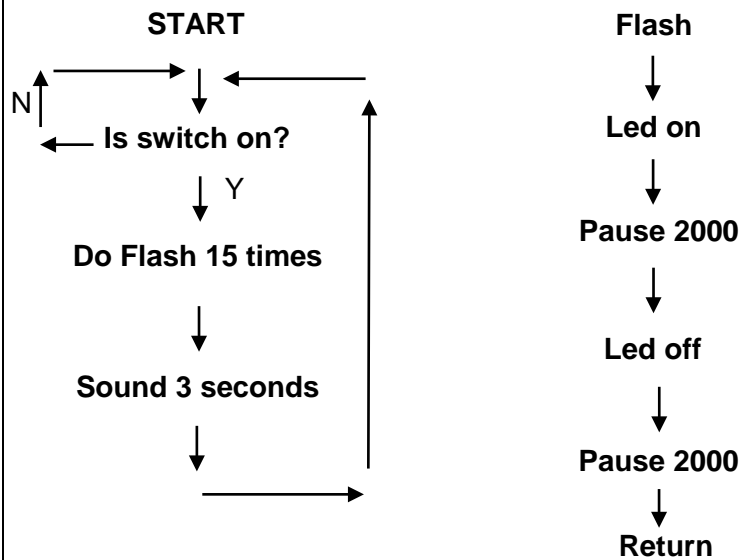 START
N
Is switch on?
Y
Do Flash 15 times
Sound 3 seconds
Flash
Led on
Pause 2000
Led off
Pause 2000
Return